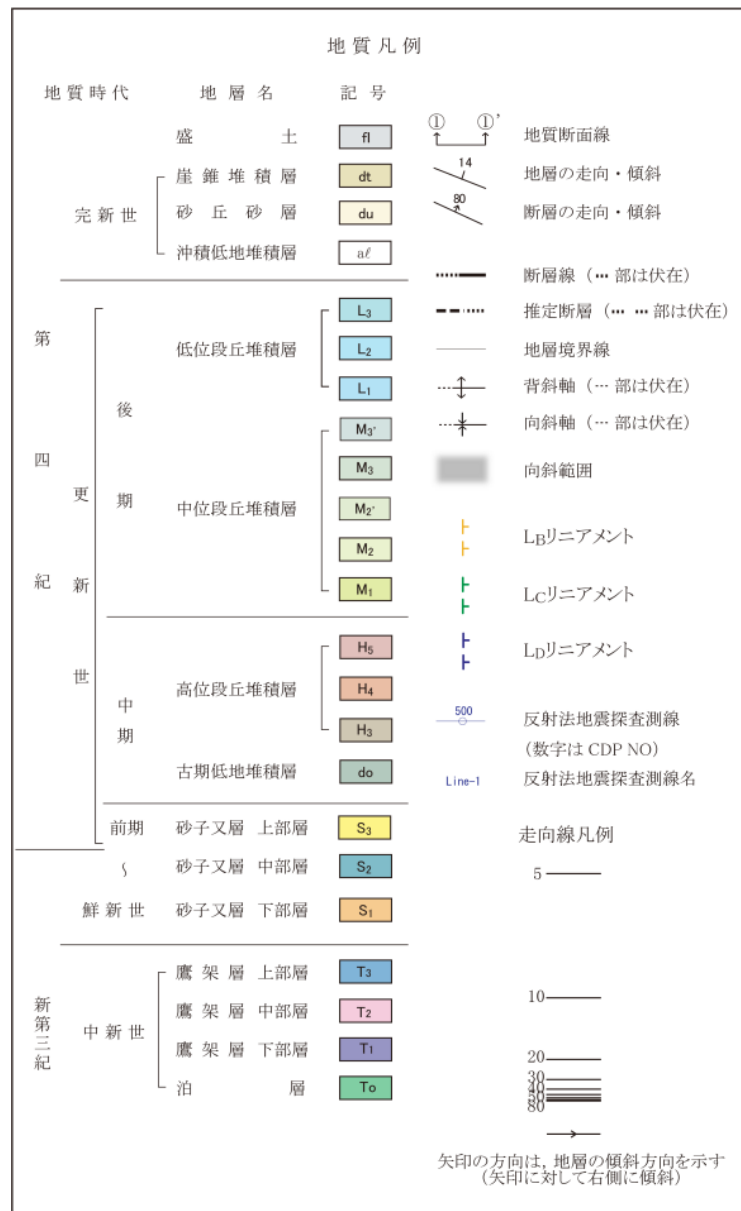 地質凡例
地質時代 地層名 記号
盛土 fl
完新世
崖錐堆積層 dt
砂丘砂層 du
沖積低地堆積層 aℓ
第四紀
更新世
後期
低位段丘堆積層
L₃
L₂
L₁
中位段丘堆積層
M₃'
M₃
M₂'
M₂
M₁
中期
高位段丘堆積層
H₅
H₄
H₃
古期低地堆積層 do
前期 砂子又層 上部層 S₃
~ 砂子又層 中部層 S₂
鮮新世 砂子又層 下部層 S₁
新第三紀
中新世
鷹架層 上部層 T₃
鷹架層 中部層 T₂
鷹架層 下部層 T₁
泊層 To
① ①' 地質断面線
14 地層の走向・傾斜
80 断層の走向・傾斜
断層線 (… 部は伏在)
推定断層 (… … 部は伏在)
地層境界線
背斜軸 (… 部は伏在)
向斜軸 (… 部は伏在)
向斜範囲
LBリニアメント
LCリニアメント
LDリニアメント
500 反射法地震探査測線
(数字は CDP NO)
Line-1 反射法地震探査測線名
走向線凡例
5
10
20
30
40
50
80
矢印の方向は, 地層の傾斜方向を示す
(矢印に対して右側に傾斜)